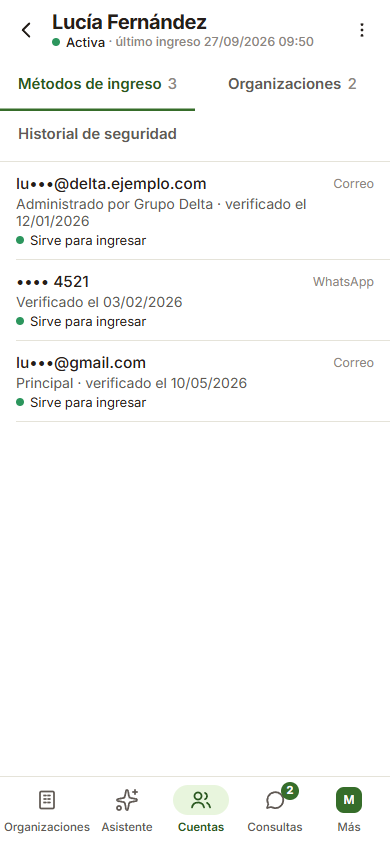 Lucía Fernández
Activa · último ingreso 27/09/2026 09:50
Métodos de ingreso 3
Organizaciones 2
Historial de seguridad
lu•••@delta.ejemplo.com
Correo
Administrado por Grupo Delta · verificado el
12/01/2026
Sirve para ingresar
•••• 4521
WhatsApp
Verificado el 03/02/2026
Sirve para ingresar
lu•••@gmail.com
Correo
Principal · verificado el 10/05/2026
Sirve para ingresar
2
M
Organizaciones
Asistente
Cuentas
Consultas
Más